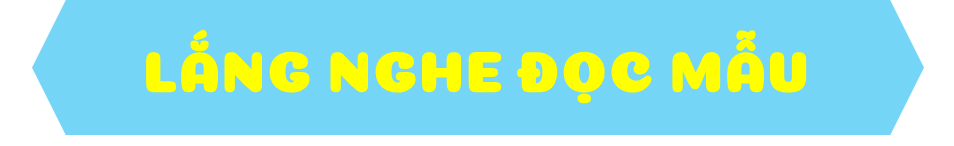 LẮNG NGHE ĐỌC MẪU